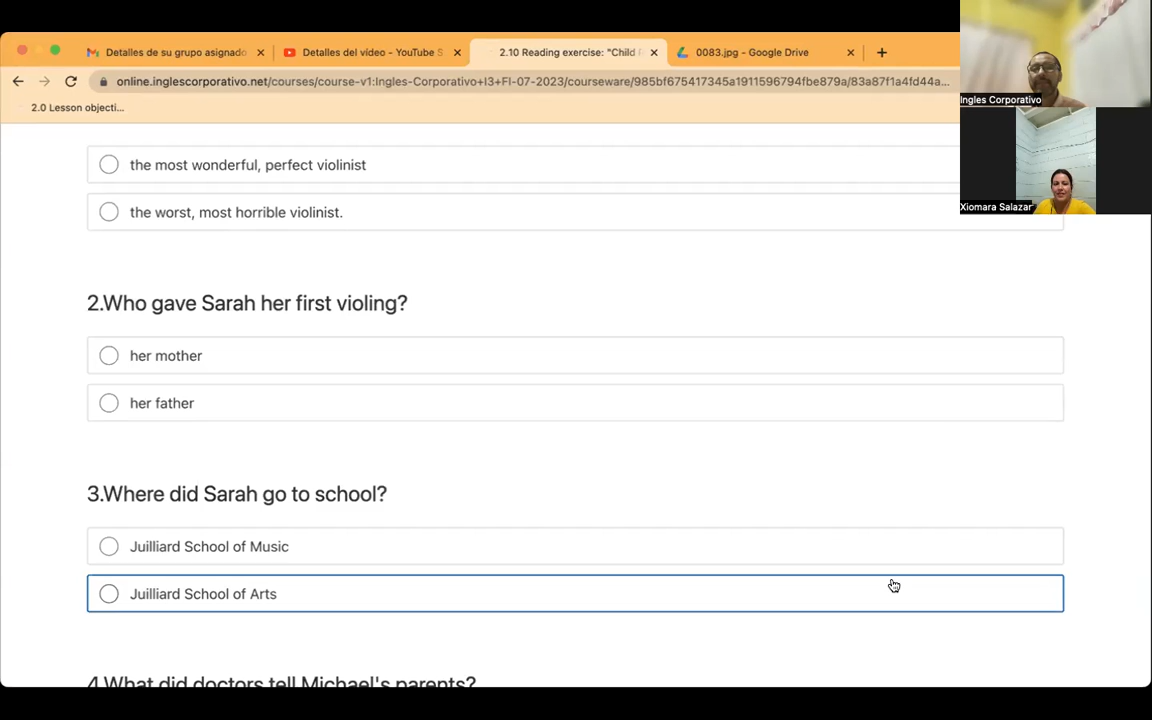 Detalles de su grupo asignado
Detalles del vídeo - YouTube S
2.10 Reading exercise: "Child
0083.jpg - Google Drive
online.inglescorporativo.net/courses/course-v1:Ingles-Corporativo+I3+FI-07-2023/courseware/985bf675417345a1911596794fbe879a/83a87f1a4fd44a...
2.0 Lesson objecti...
Ingles Corporativo
Xiomara Salazar
the most wonderful, perfect violinist
the worst, most horrible violinist.
2.Who gave Sarah her first violing?
her mother
her father
3.Where did Sarah go to school?
Juilliard School of Music
Juilliard School of Arts
4.What did doctors tell Michael's parents?